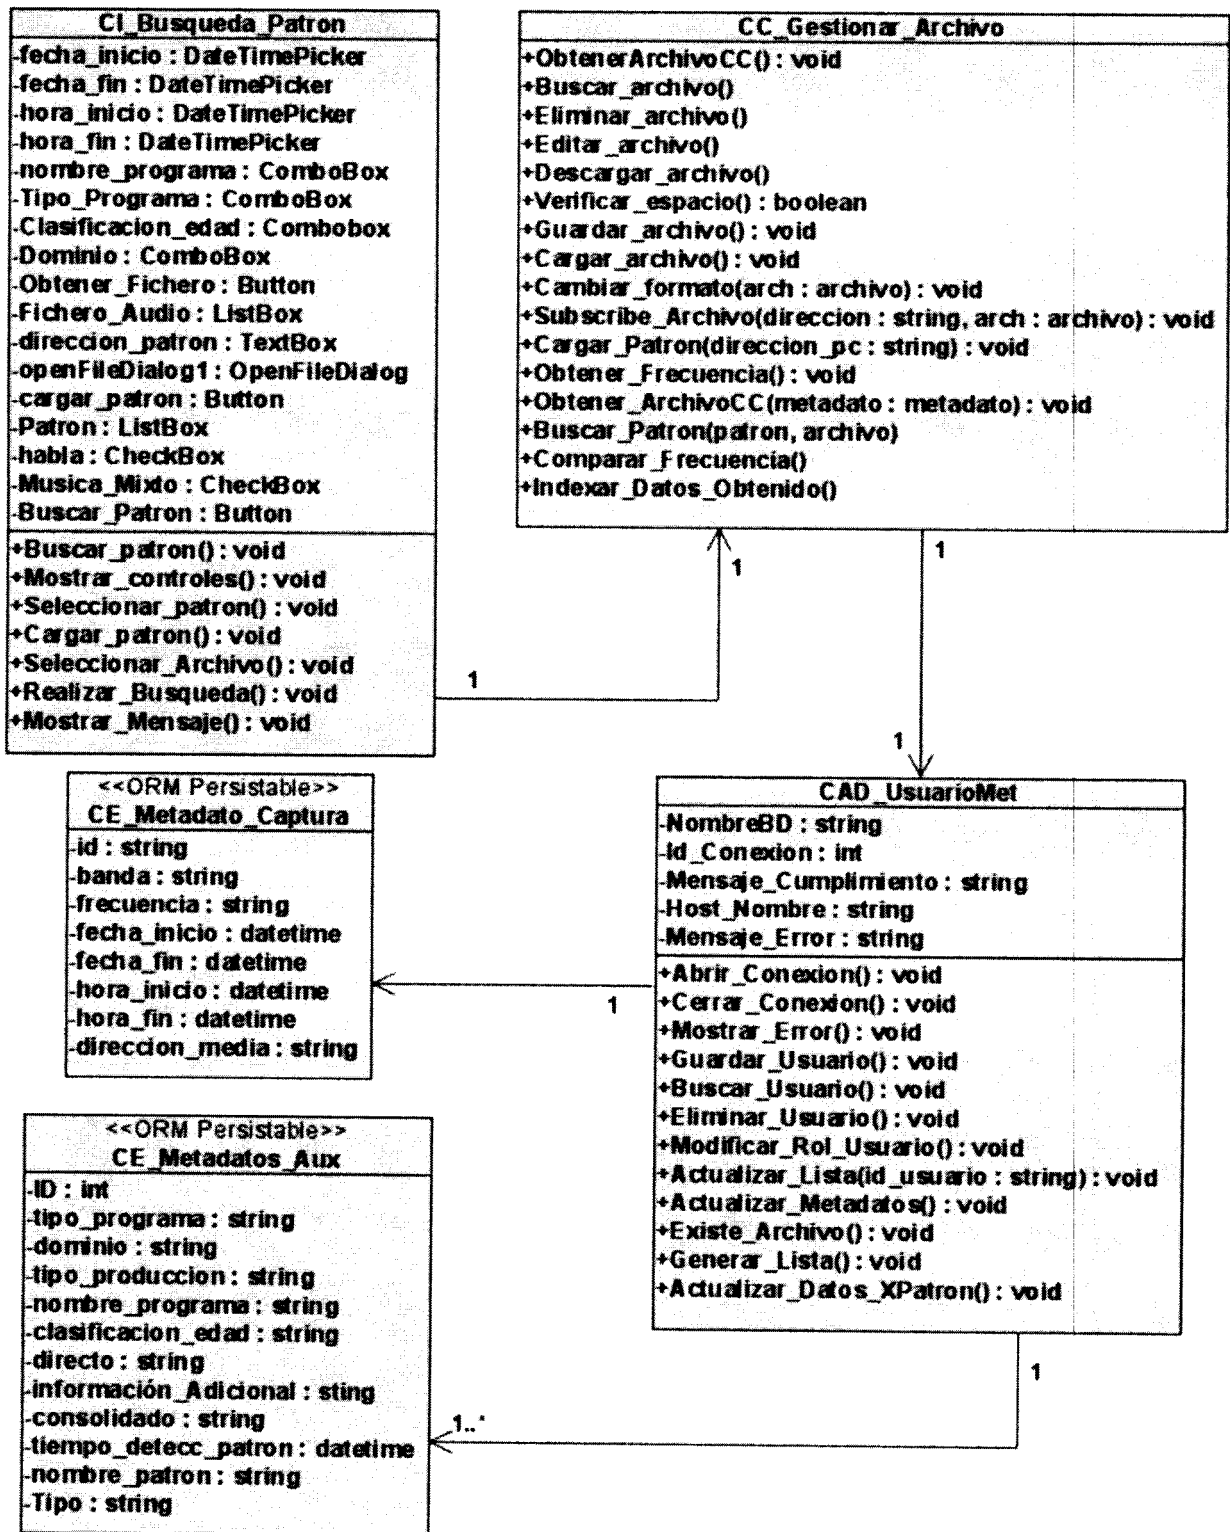 CI_Busqueda_Patron
-fecha_inicio : DateTimePicker
-fecha_fin : DateTimePicker
-hora_inicio : DateTimePicker
-hora_fin : DateTimePicker
-nombre_programa : ComboBox
-Tipo_Programa : ComboBox
-Clasificacion_edad : Combobox
-Dominio : ComboBox
-Obtener_Fichero : Button
-Fichero_Audio : ListBox
-direccion_patron : TextBox
-openFileDialog1 : OpenFileDialog
-cargar_patron : Button
-Patron : ListBox
-habla : CheckBox
-Musica_Mixto : CheckBox
-Buscar_Patron : Button
+Buscar_patron() : void
+Mostrar_controles() : void
+Seleccionar_patron() : void
+Cargar_patron() : void
+Seleccionar_Archivo() : void
+Realizar_Busqueda() : void
+Mostrar_Mensaje() : void
CC_Gestionar_Archivo
+ObtenerArchivoCC() : void
+Buscar_archivo()
+Eliminar_archivo()
+Editar_archivo()
+Descargar_archivo()
+Verificar_espacio() : boolean
+Guardar_archivo() : void
+Cargar_archivo() : void
+Cambiar_formato(arch : archivo) : void
+Subscribe_Archivo(direccion : string, arch : archivo) : void
+Cargar_Patron(direccion_pc : string) : void
+Obtener_Frecuencia() : void
+Obtener_ArchivoCC(metadato : metadato) : void
+Buscar_Patron(patron, archivo)
+Comparar_Frecuencia()
+Indexar_Datos_Obtenido()
1
1
1
1
<<ORM Persistable>>
CE_Metadato_Captura
-id : string
-banda : string
-frecuencia : string
-fecha_inicio : datetime
-fecha_fin : datetime
-hora_inicio : datetime
-hora_fin : datetime
-direccion_media : string
1
CAD_UsuarioMet
-NombreBD : string
-Id_Conexion : int
-Mensaje_Cumplimiento : string
-Host_Nombre : string
-Mensaje_Error : string
+Abrir_Conexion() : void
+Cerrar_Conexion() : void
+Mostrar_Error() : void
+Guardar_Usuario() : void
+Buscar_Usuario() : void
+Eliminar_Usuario() : void
+Modificar_Rol_Usuario() : void
+Actualizar_Lista(id_usuario : string) : void
+Actualizar_Metadatos() : void
+Existe_Archivo() : void
+Generar_Lista() : void
+Actualizar_Datos_XPatron() : void
1
1..*
<<ORM Persistable>>
CE_Metadatos_Aux
-ID : int
-tipo_programa : string
-dominio : string
-tipo_produccion : string
-nombre_programa : string
-clasificacion_edad : string
-directo : string
-información_Adicional : sting
-consolidado : string
-tiempo_detecc_patron : datetime
-nombre_patron : string
-Tipo : string